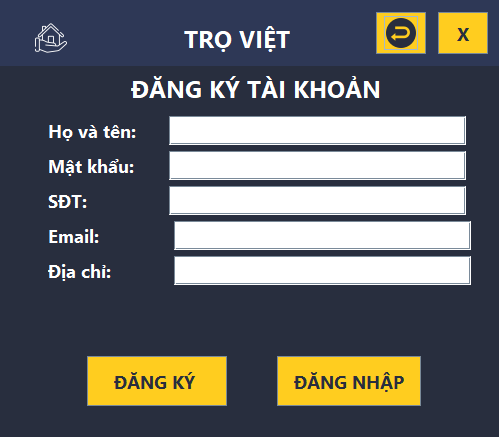 TRỌ VIỆT
X
ĐĂNG KÝ TÀI KHOẢN
Họ và tên:
Mật khẩu:
SĐT:
Email:
Địa chỉ:
ĐĂNG KÝ
ĐĂNG NHẬP